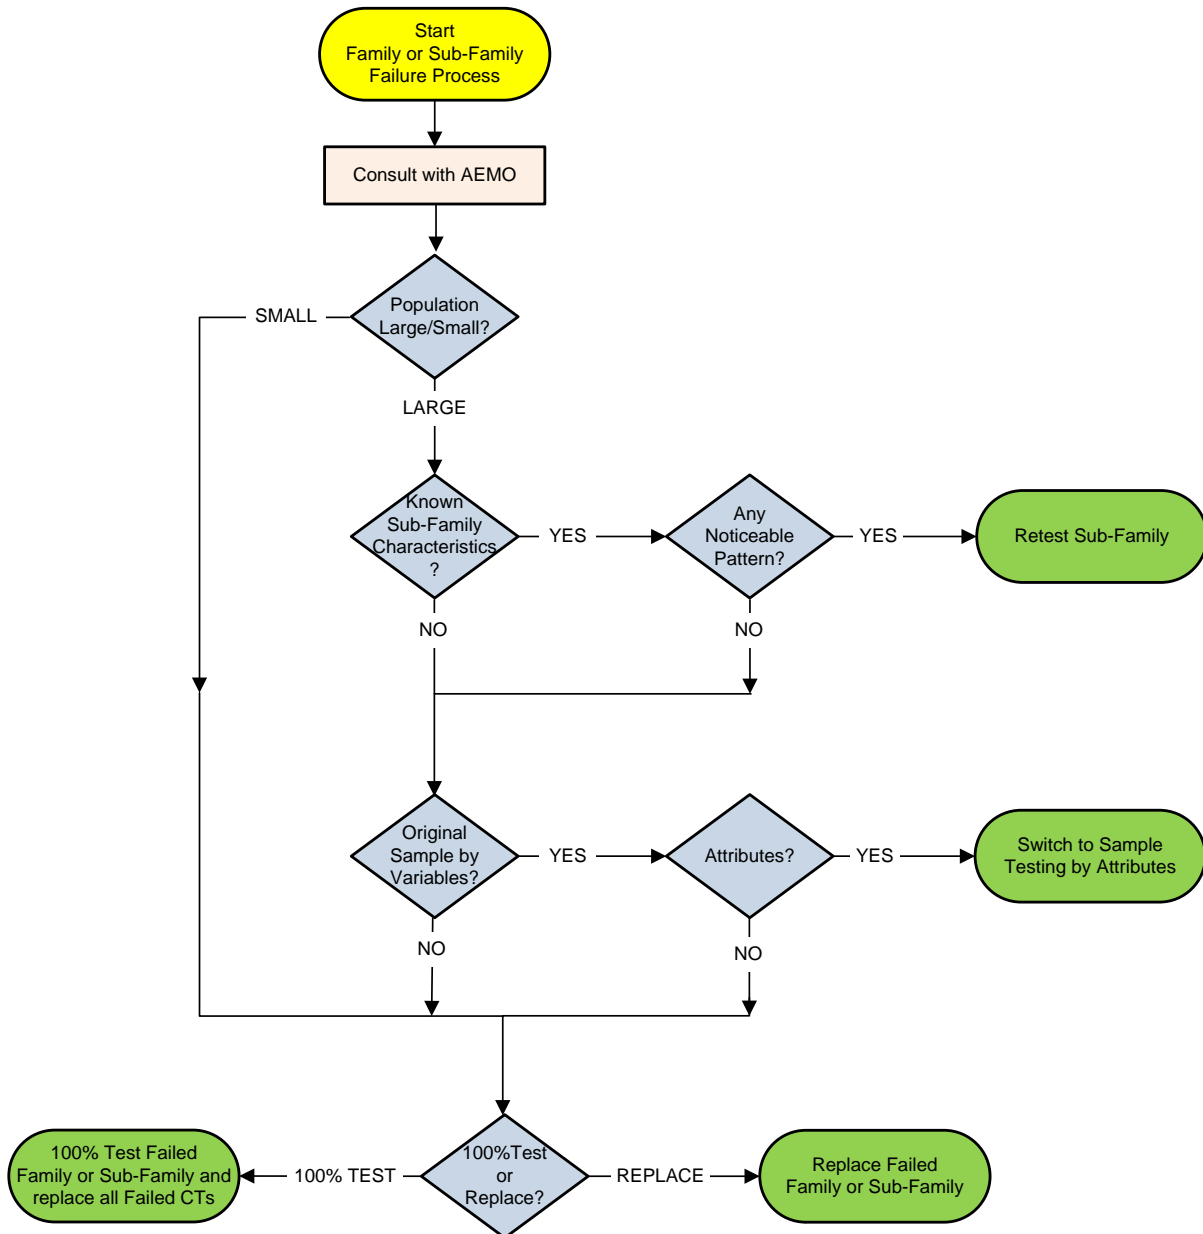 Start
Family or Sub-Family
Failure Process
Consult with AEMO
Population
Large/Small?
SMALL
LARGE
Known
Sub-Family
Characteristics
?
YES
Any
Noticeable
Pattern?
YES
Retest Sub-Family
NO
NO
Original
Sample by
Variables?
YES
Attributes?
YES
Switch to Sample
Testing by Attributes
NO
NO
100% Test Failed
Family or Sub-Family and
replace all Failed CTs
100% TEST
100%Test
or
Replace?
REPLACE
Replace Failed
Family or Sub-Family